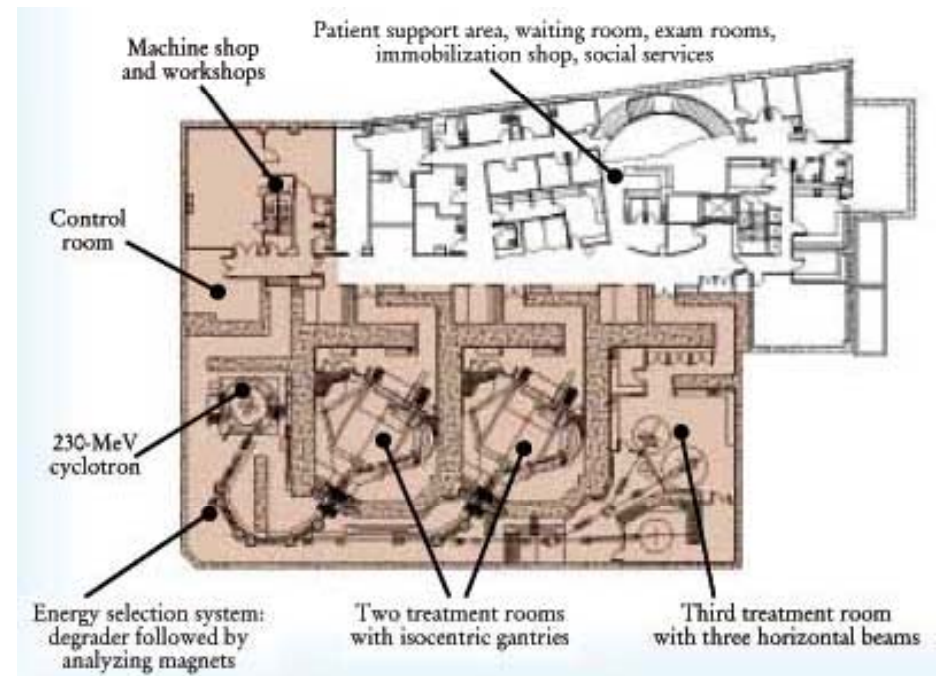 Machine shop
and workshops
Patient support area, waiting room, exam rooms,
immobilization shop, social services
Control
room
230-MeV
cyclotron
Energy selection system:
degrader followed by
analyzing magnets
Two treatment rooms
with isocentric gantries
Third treatment room
with three horizontal beams